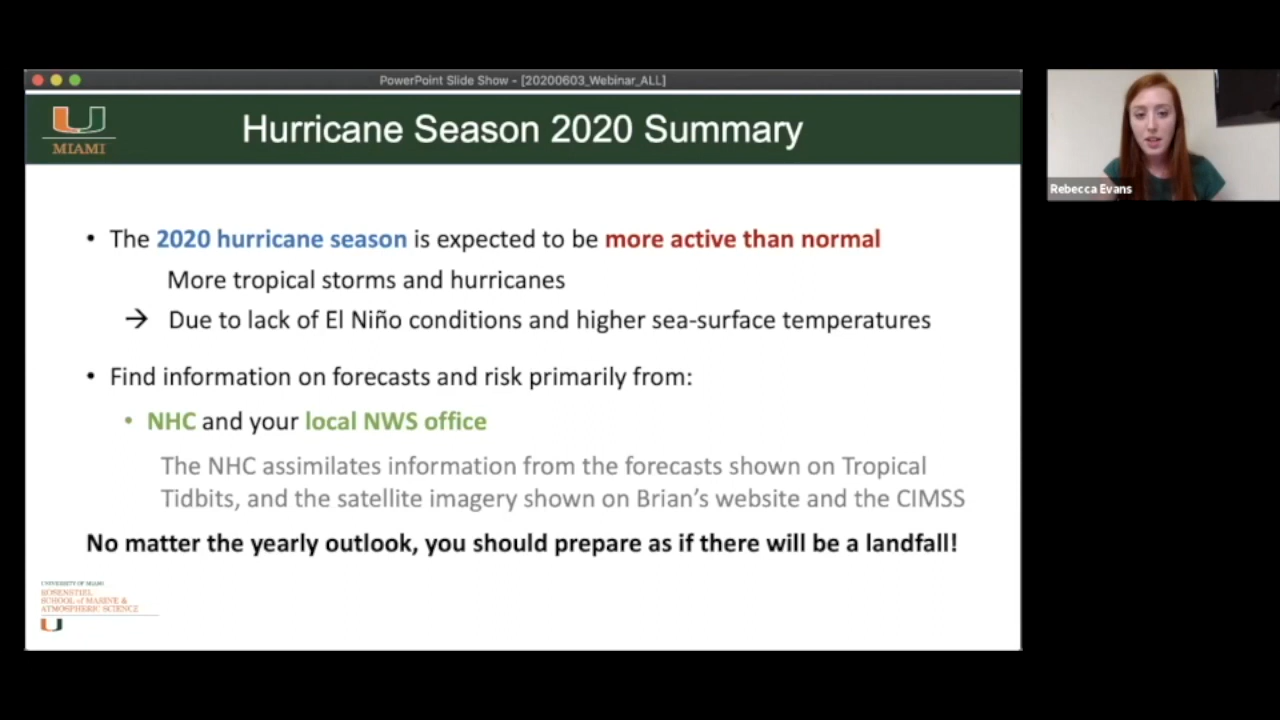 PowerPoint Slide Show - [20200603_Webinar_ALL]
MIAMI
Hurricane Season 2020 Summary
Rebecca Evans
• The 2020 hurricane season is expected to be more active than normal
More tropical storms and hurricanes
→ Due to lack of El Niño conditions and higher sea-surface temperatures
• Find information on forecasts and risk primarily from:
• NHC and your local NWS office
The NHC assimilates information from the forecasts shown on Tropical
Tidbits, and the satellite imagery shown on Brian's website and the CIMSS
No matter the yearly outlook, you should prepare as if there will be a landfall!
UNIVERSITY OF MIAMI
ROSENSTIEL
SCHOOL of MARINE &
ATMOSPHERIC SCIENCE